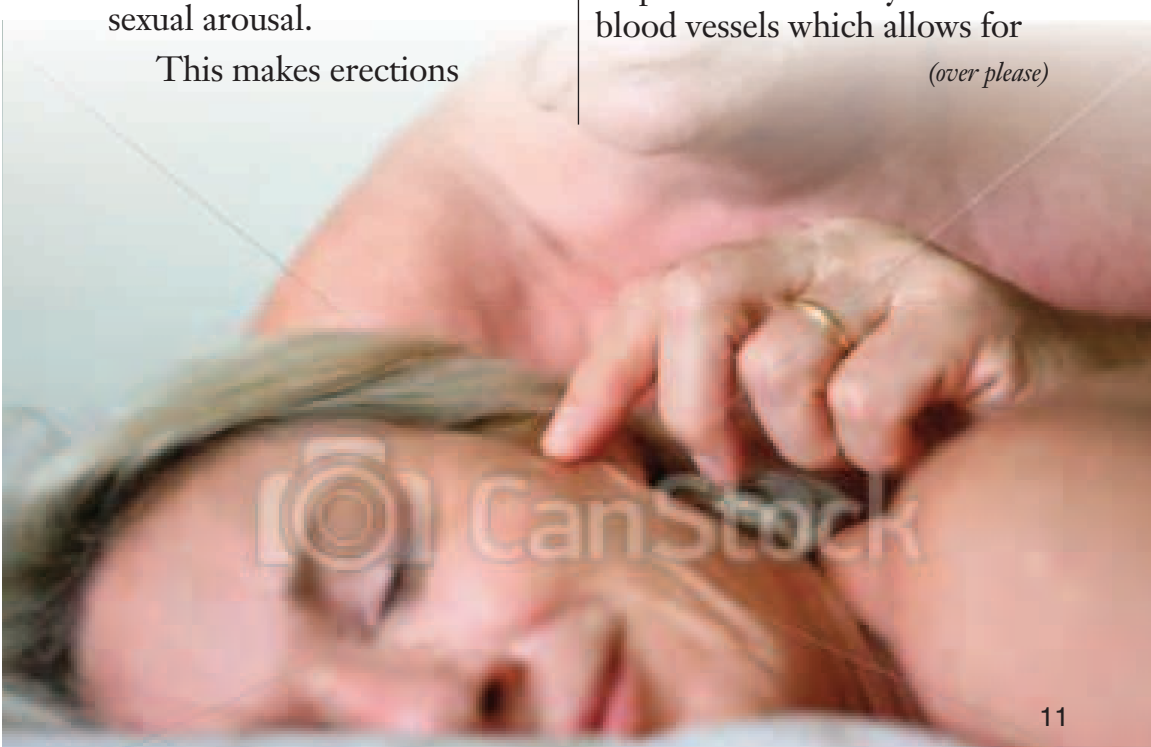 sexual arousal.
This makes erections
blood vessels which allows for
(over please)
CanStock
11